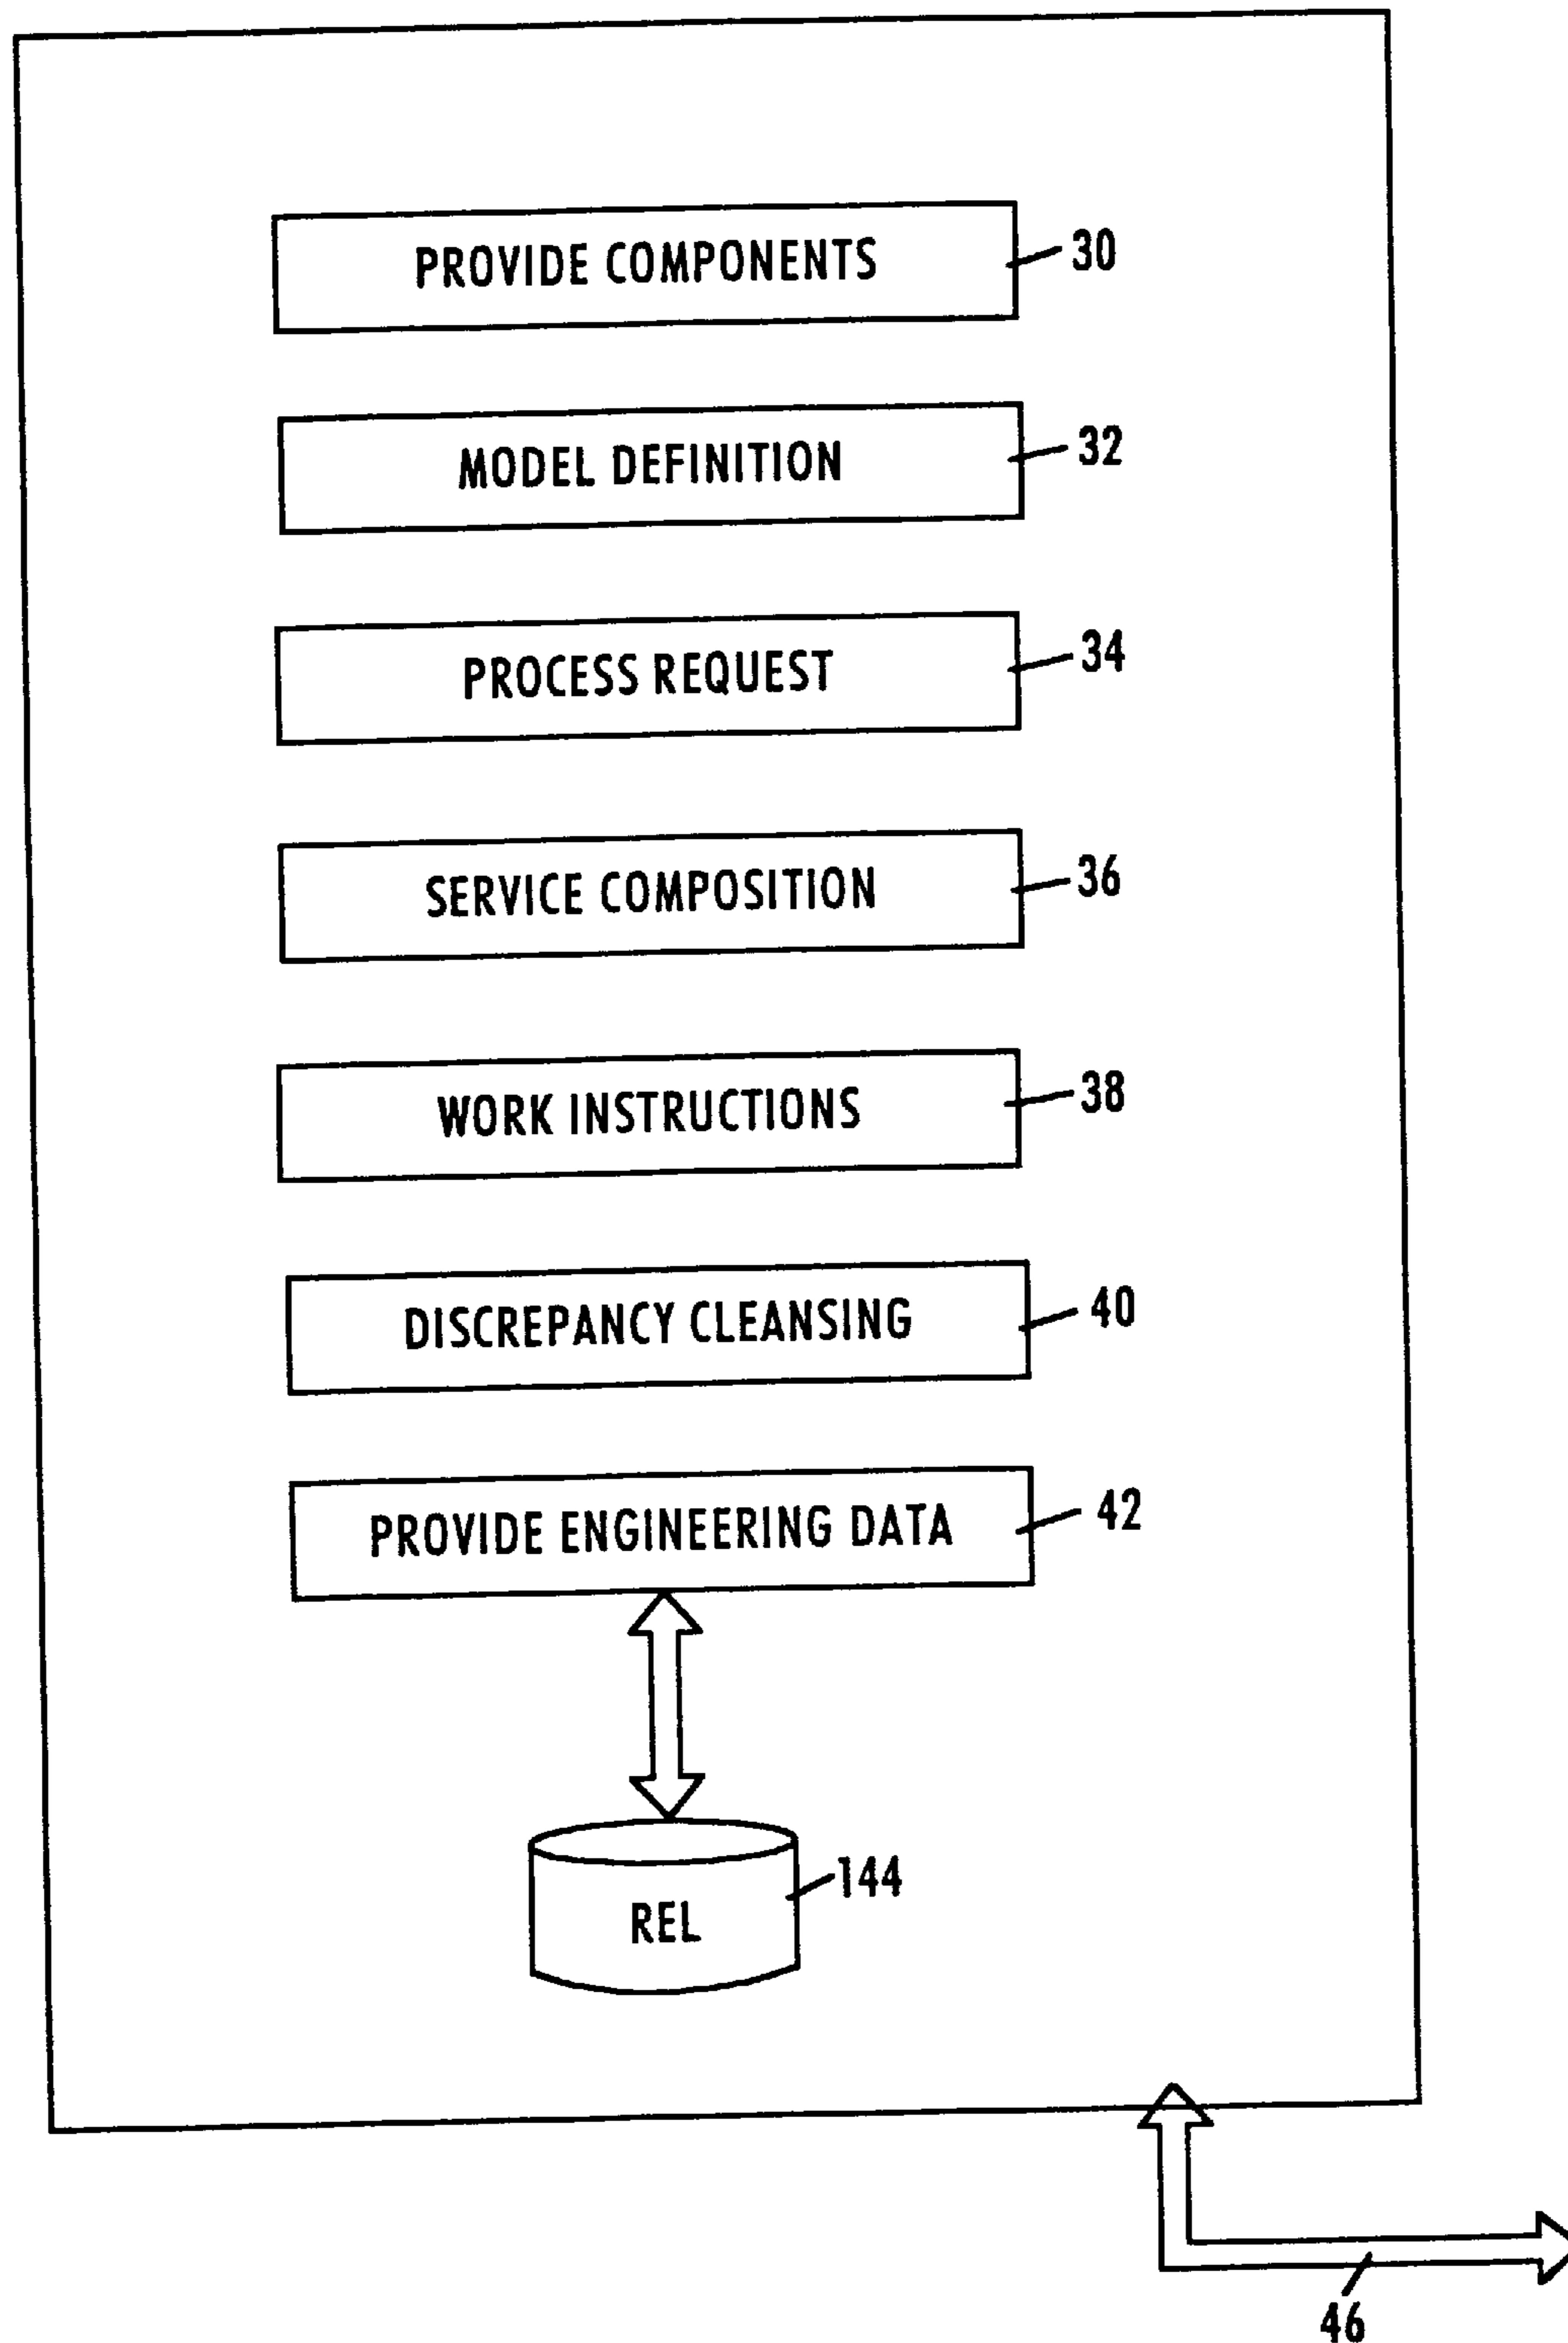 PROVIDE COMPONENTS 30
MODEL DEFINITION 32
PROCESS REQUEST 34
SERVICE COMPOSITION 36
WORK INSTRUCTIONS 38
DISCREPANCY CLEANSING 40
PROVIDE ENGINEERING DATA 42
144
REL
46